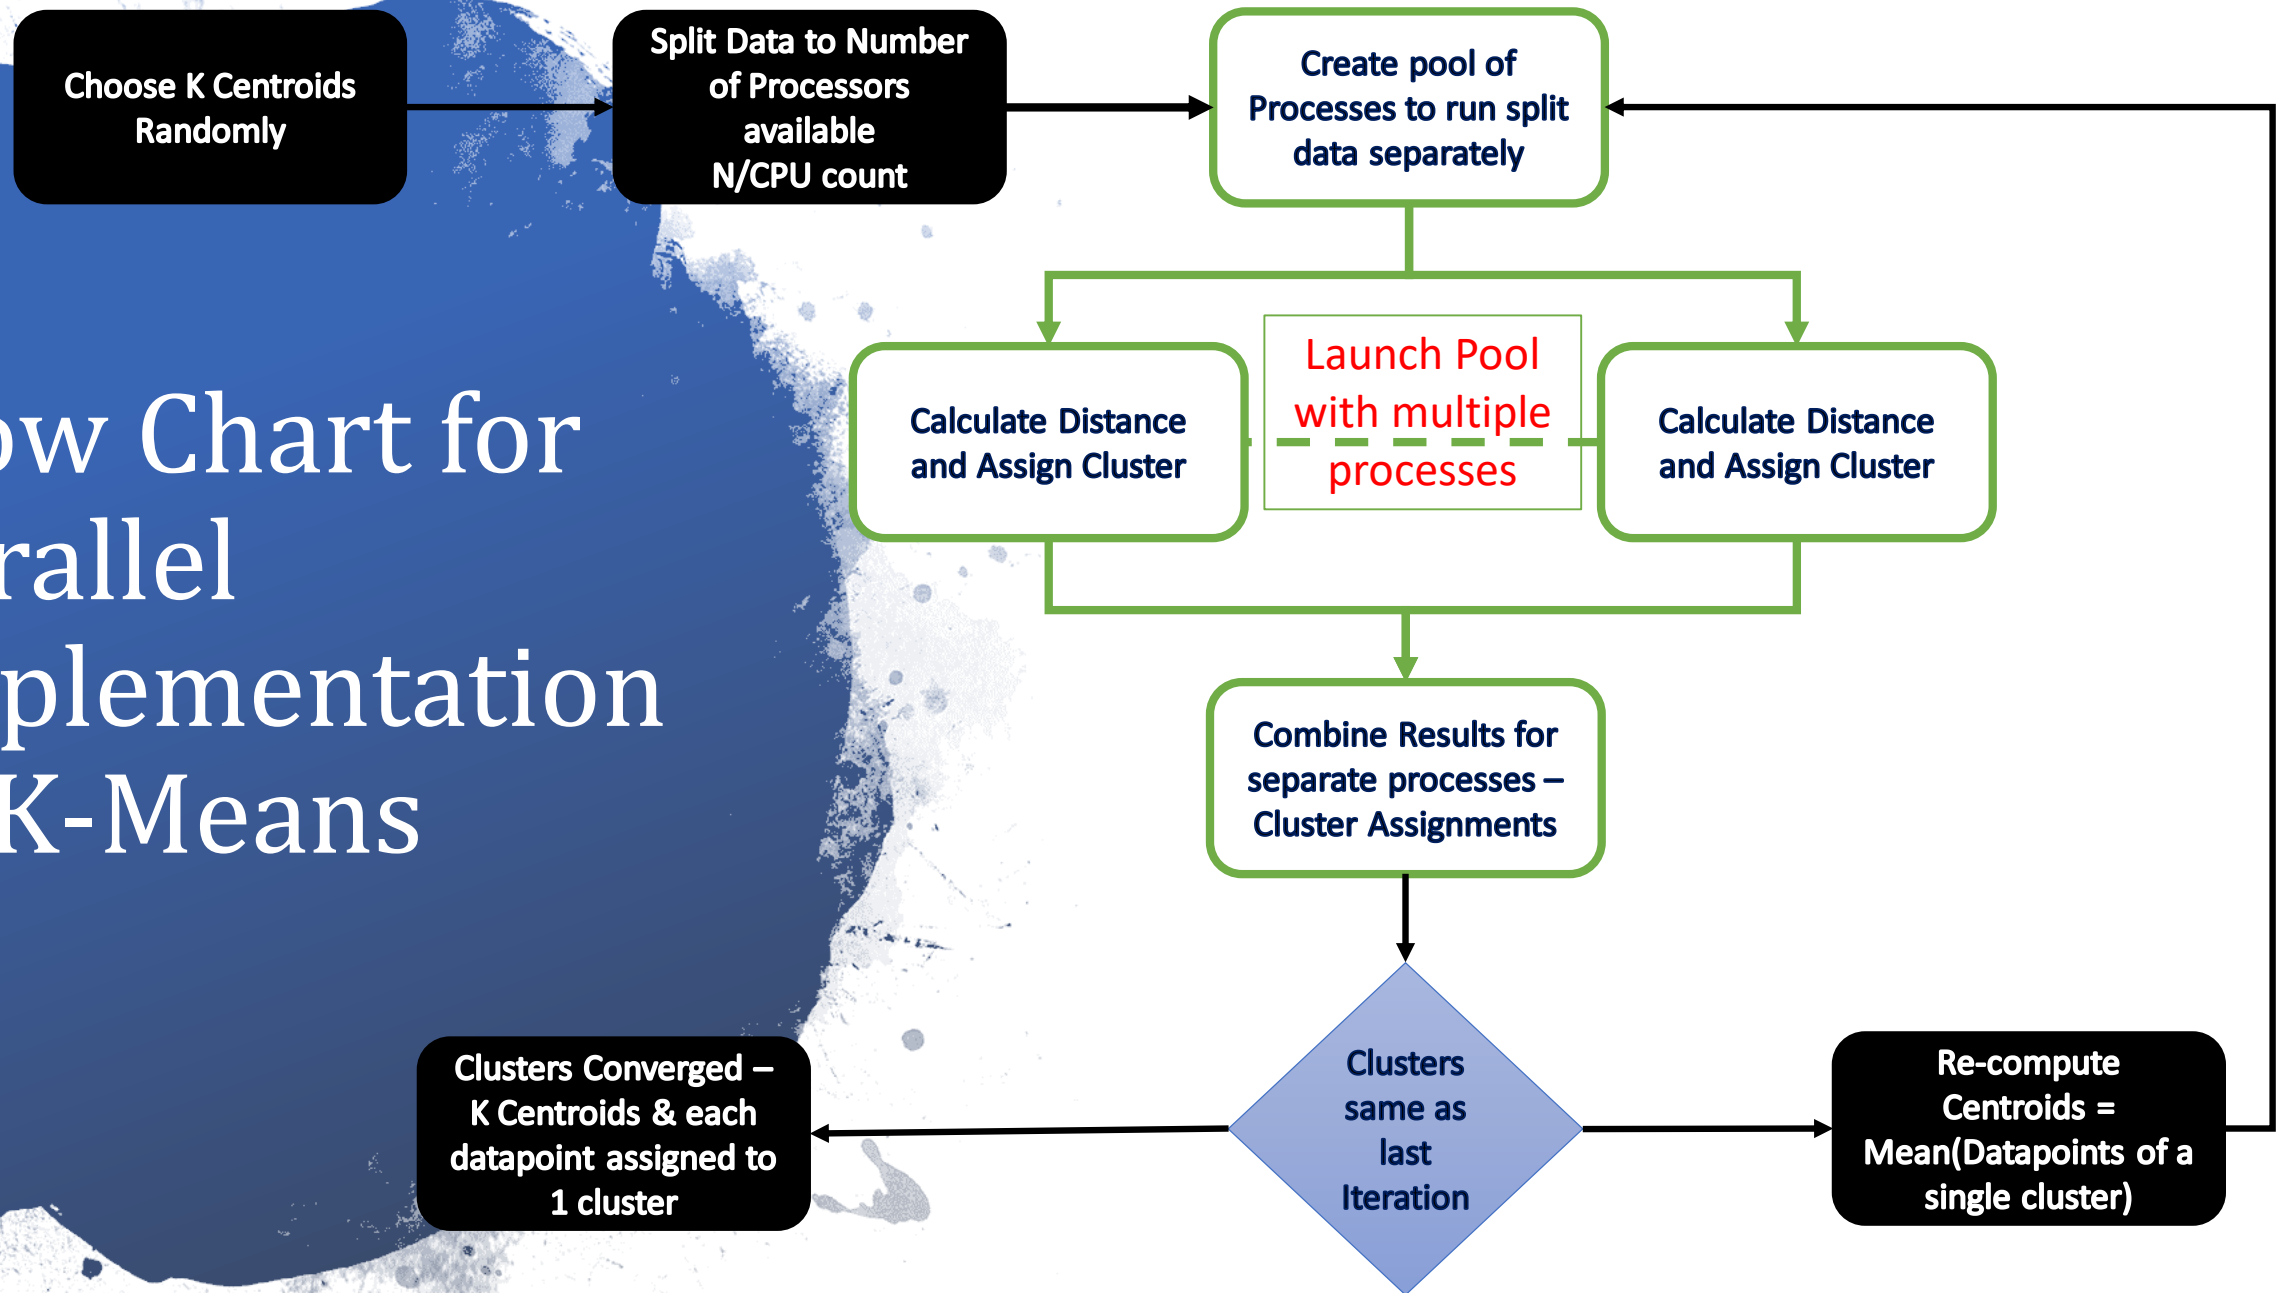 Choose K Centroids
Randomly
Split Data to Number
of Processors
available
N/CPU count
Create pool of
Processes to run split
data separately
Launch Pool
with multiple
processes
Calculate Distance
and Assign Cluster
Calculate Distance
and Assign Cluster
ow Chart for
rallel
plementation
K-Means
Combine Results for
separate processes –
Cluster Assignments
Clusters Converged –
K Centroids & each
datapoint assigned to
1 cluster
Clusters
same as
last
Iteration
Re-compute
Centroids =
Mean(Datapoints of a
single cluster)